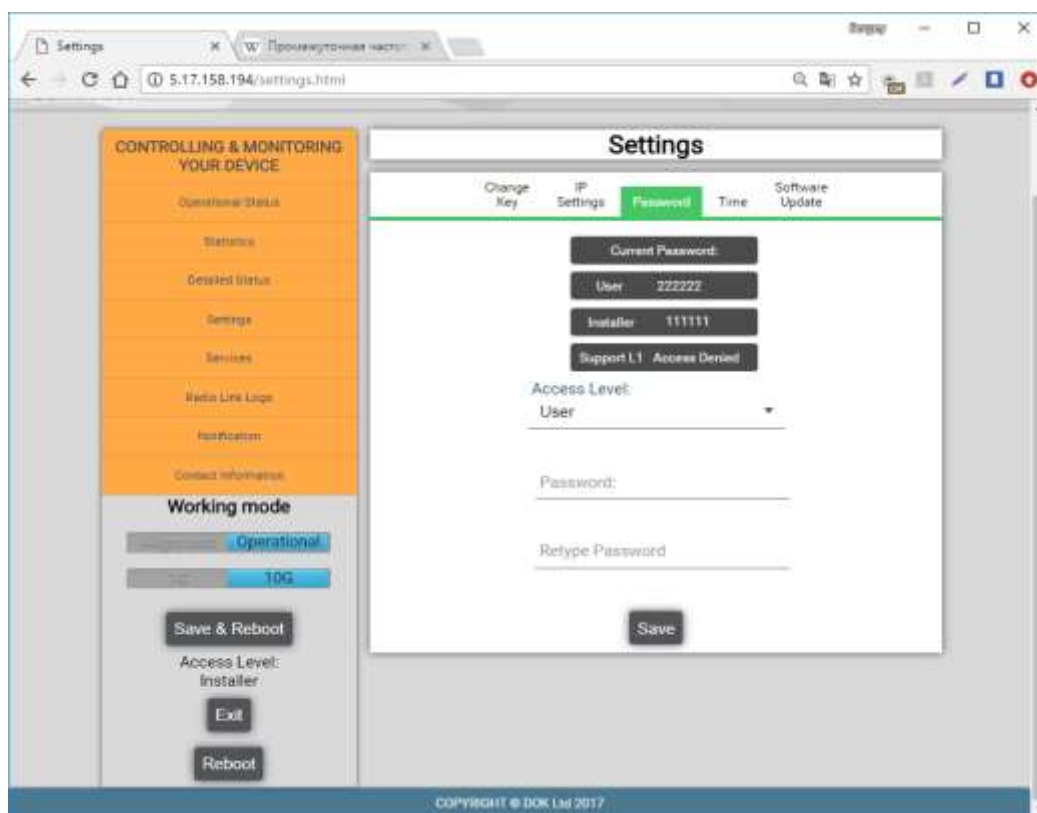 Settings
Промежуточная часто
5.17.158.194/settings.html
CONTROLLING & MONITORING
YOUR DEVICE
Operational Status
Statistics
Detailed Status
Settings
Services
Radio Link Logs
Notification
Contact Information
Working mode
Operational
10G
Save & Reboot
Access Level:
Installer
Exit
Reboot
Settings
Change
Key
IP
Settings
Password
Time
Software
Update
Current Password:
User 222222
Installer 111111
Support L1 Access Denied
Access Level:
User
Password:
Retype Password
Save
COPYRIGHT © DOK Ltd 2017